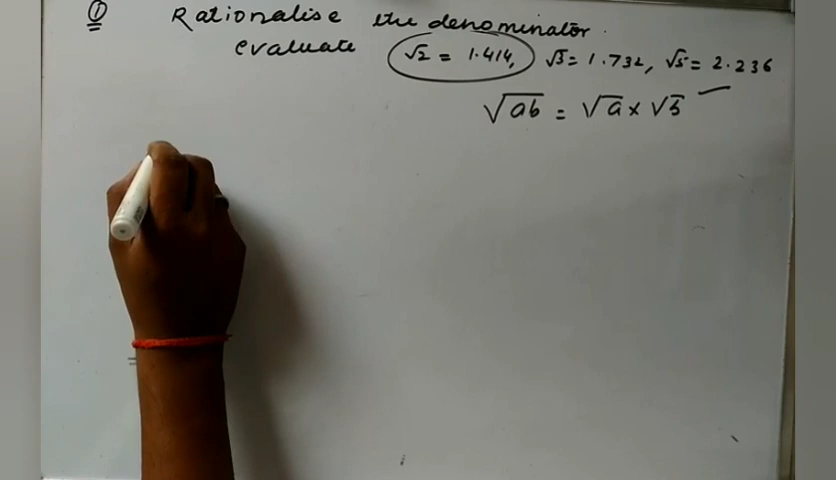 ① Rationalise the denominator.
evaluate √2 = 1.414, √3 = 1.732, √5 = 2.236
√ab = √a × √b
=